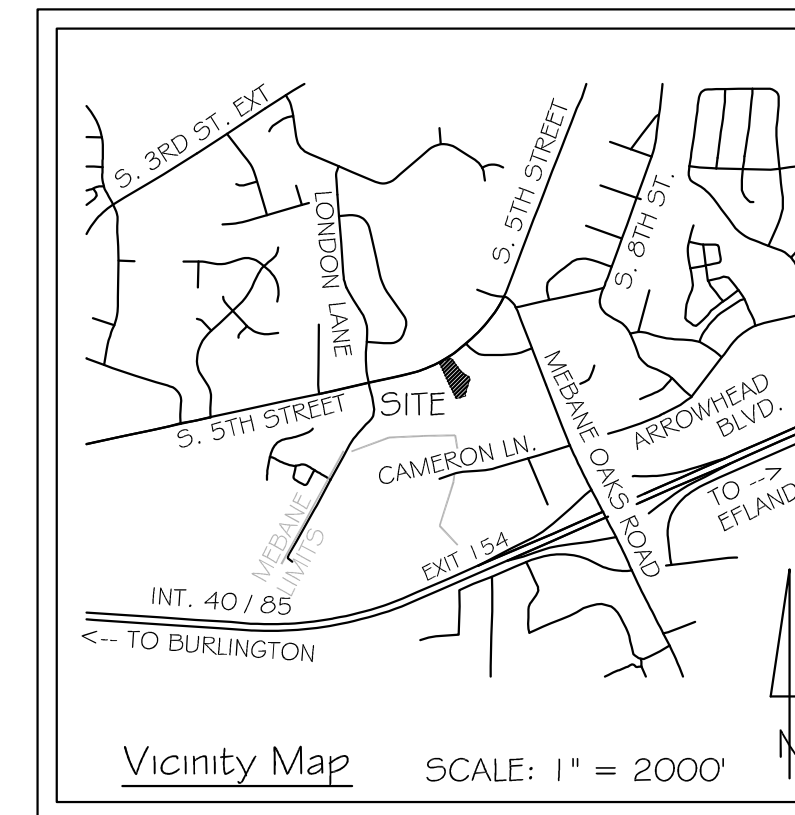 S. 3RD ST. EXT
S. 5TH STREET
S. 8TH ST.
LONDON LANE
MEBANE OAKS ROAD
S. 5TH STREET
SITE
ARROWHEAD
BLVD.
CAMERON LN.
MEBANE
LIMITS
TO -->
EFLAND
EXIT 154
INT. 40 / 85
<-- TO BURLINGTON
N
Vicinity Map
SCALE: 1" = 2000'